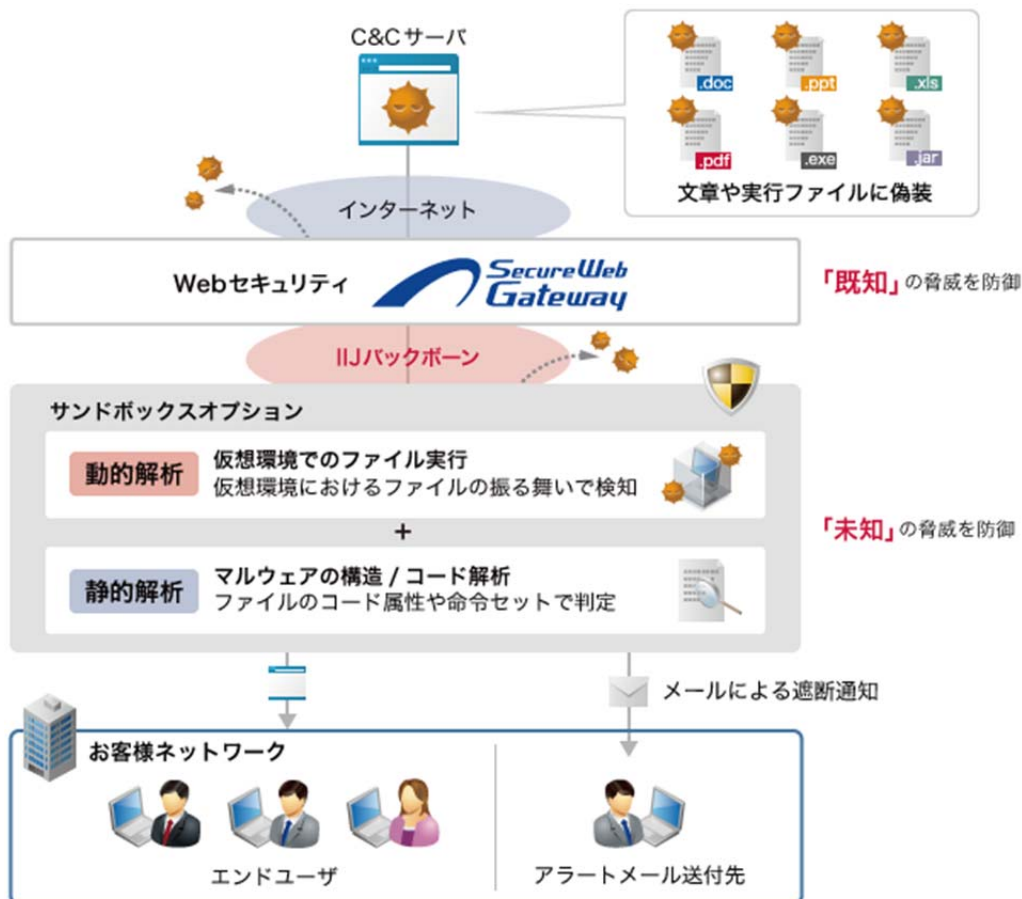 C&Cサーバ
.doc
.ppt
.xls
.pdf
.exe
.jar
文章や実行ファイルに偽装
インターネット
Webセキュリティ
SecureWeb
Gateway
「既知」の脅威を防御
IIJバックボーン
サンドボックスオプション
動的解析
仮想環境でのファイル実行
仮想環境におけるファイルの振る舞いで検知
+
「未知」の脅威を防御
静的解析
マルウェアの構造 / コード解析
ファイルのコード属性や命令セットで判定
メールによる遮断通知
お客様ネットワーク
エンドユーザ
アラートメール送付先